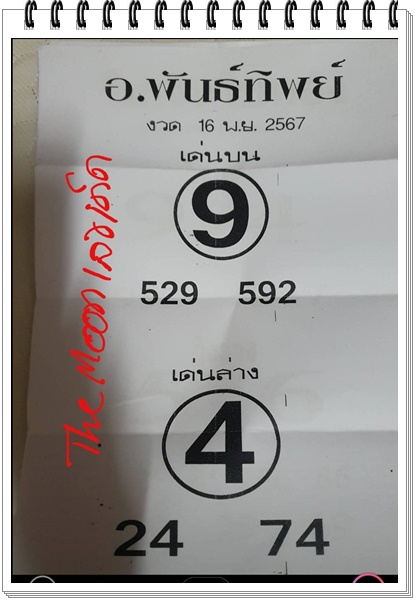 อ.พันธ์ทิพย์
งวด 16 พ.ย. 2567
เด่นบน
9
529 592
เด่นล่าง
4
24 74
The Moon เลขเด็ด